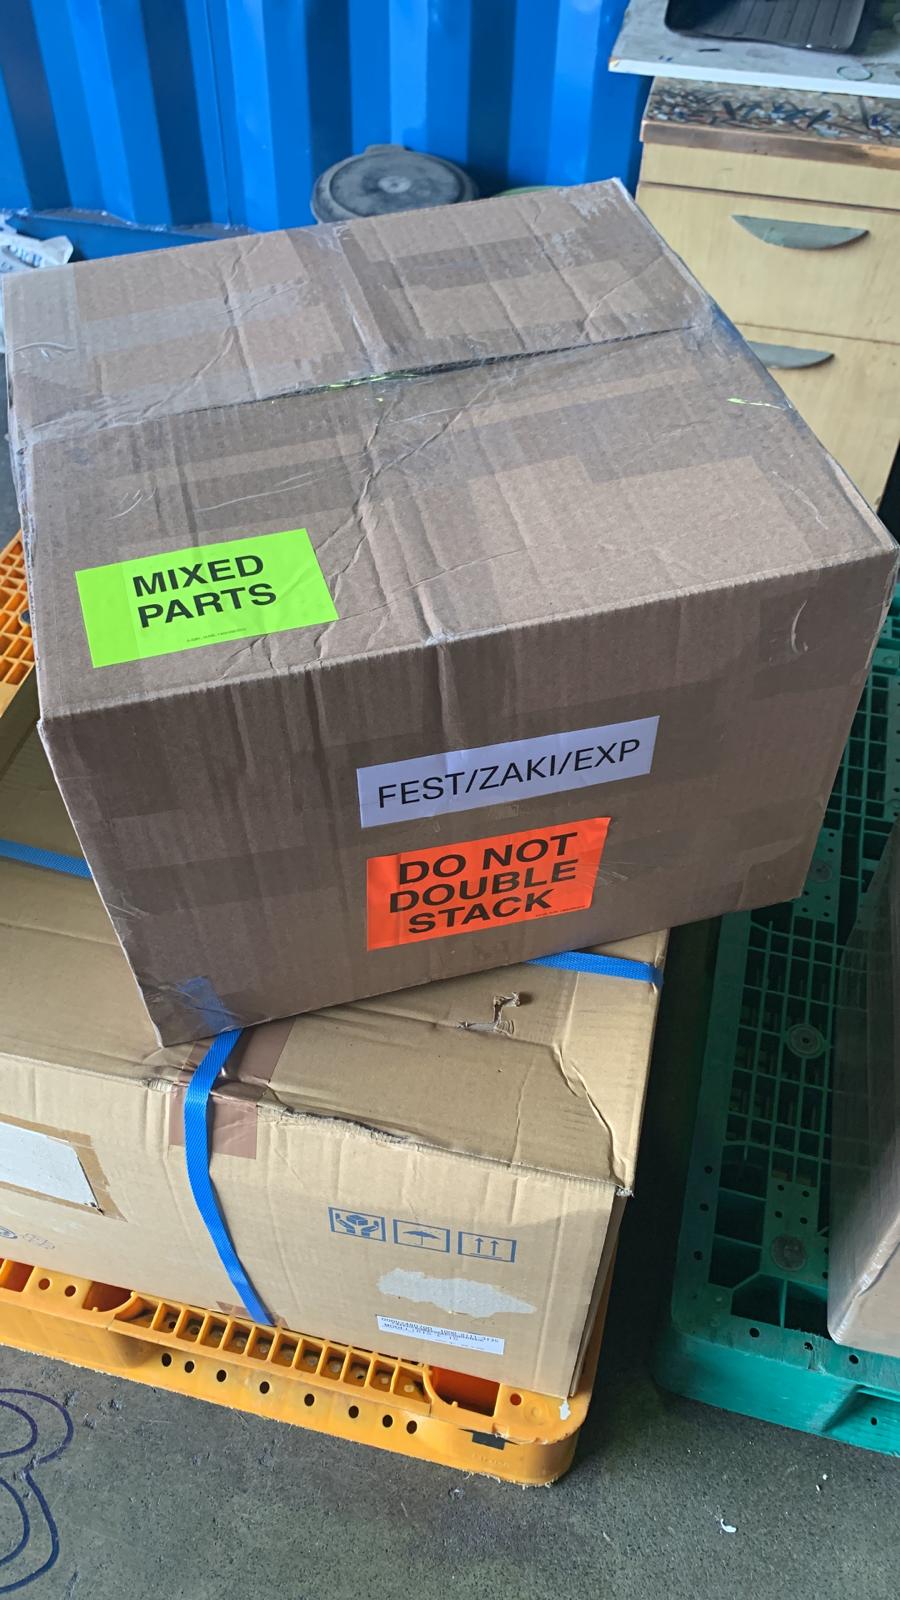 MIXED
PARTS
FEST/ZAKI/EXP
DO NOT
DOUBLE
STACK